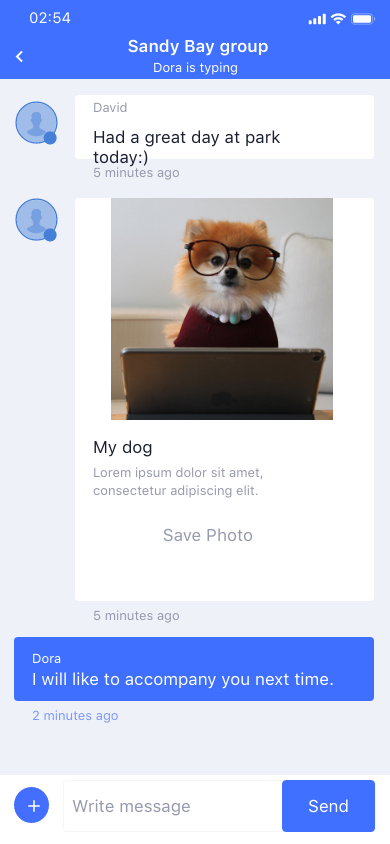 02:54
Sandy Bay group
Dora is typing
David
Had a great day at park
today:)
5 minutes ago
My dog
Lorem ipsum dolor sit amet,
consectetur adipiscing elit.
Save Photo
5 minutes ago
Dora
I will like to accompany you next time.
2 minutes ago
Write message
Send